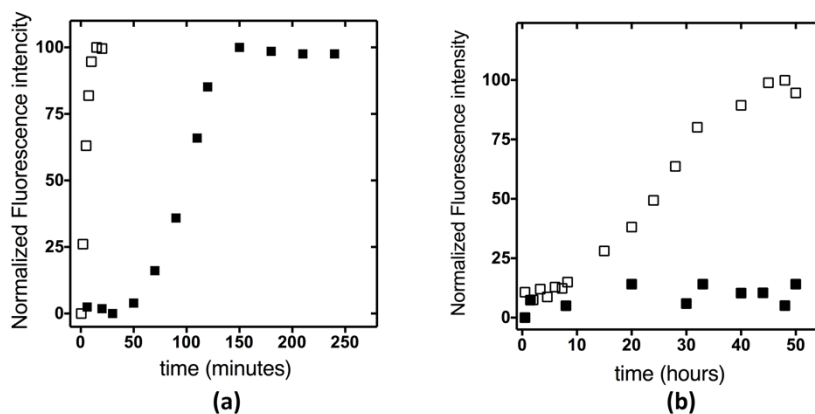 Normalized Fluorescence intencity
100
75
50
25
0
0 50 100 150 200 250
time (minutes)
(a)
Normalized Fluorescence intensity
100
75
50
25
0
0 10 20 30 40 50
time (hours)
(b)